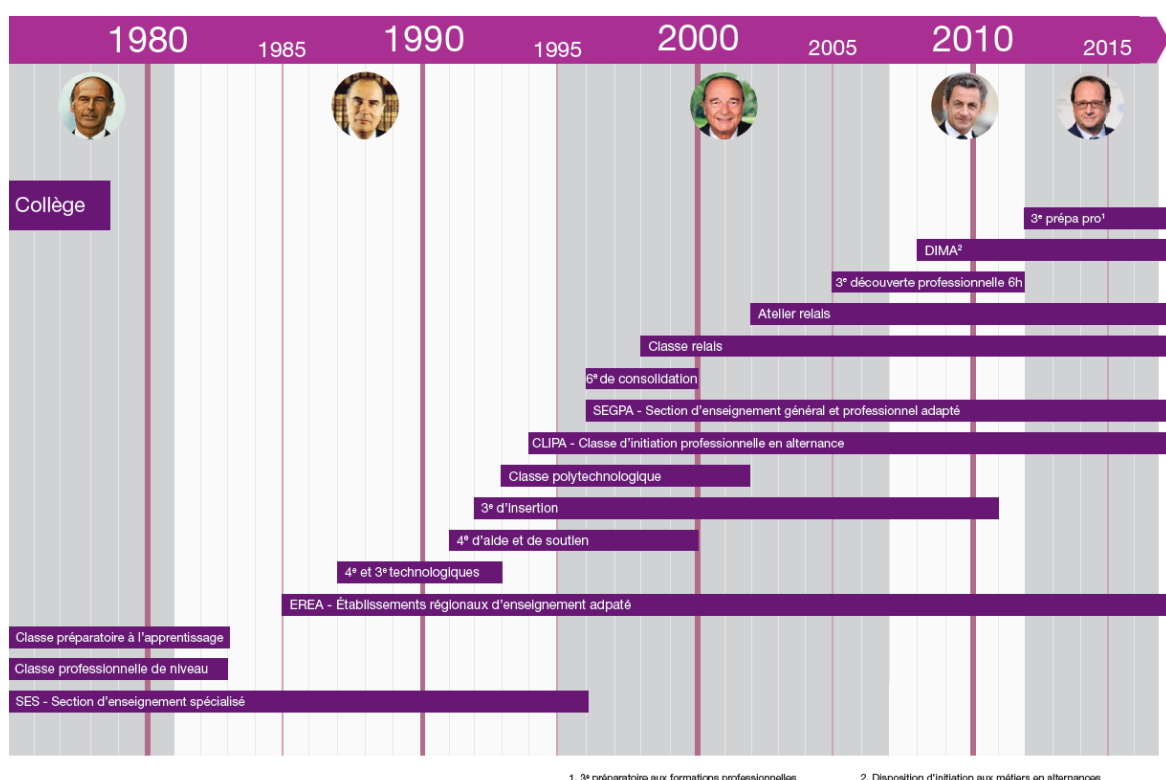 1980
1985
1990
1995
2000
2005
2010
2015
Collège
3e prépa pro¹
DIMA²
3e découverte professionnelle 6h
Atelier relais
Classe relais
6e de consolidation
SEGPA - Section d'enseignement général et professionnel adapté
CLIPA - Classe d'initiation professionnelle en alternance
Classe polytechnologique
3e d'insertion
4e d'aide et de soutien
4e et 3e technologiques
EREA - Établissements régionaux d'enseignement adpaté
Classe préparatoire à l'apprentissage
Classe professionnelle de niveau
SES - Section d'enseignement spécialisé
1. 3e préparatoire aux formations professionnelles
2. Disposition d'initiation aux métiers en alternances